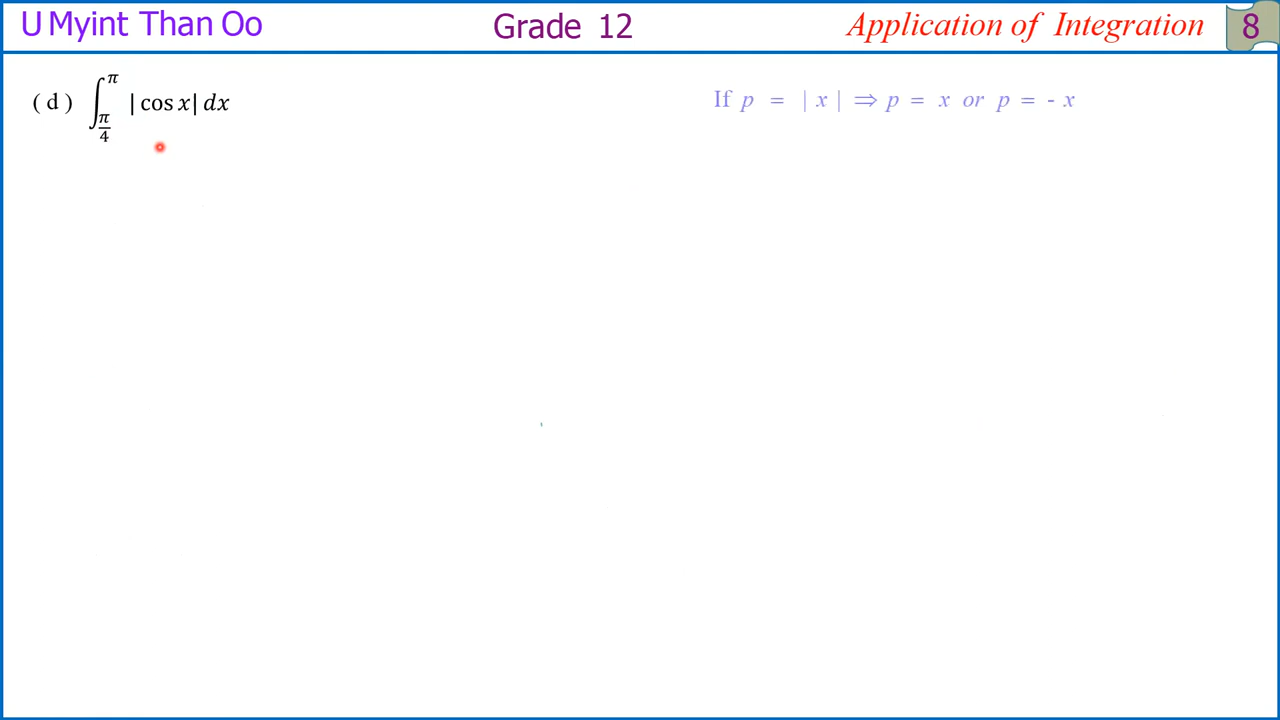 U Myint Than Oo
Grade 12
Application of Integration
8
( d ) ∫_{π/4}^{π} | cos x| dx
If p = | x | ⇒ p = x or p = - x